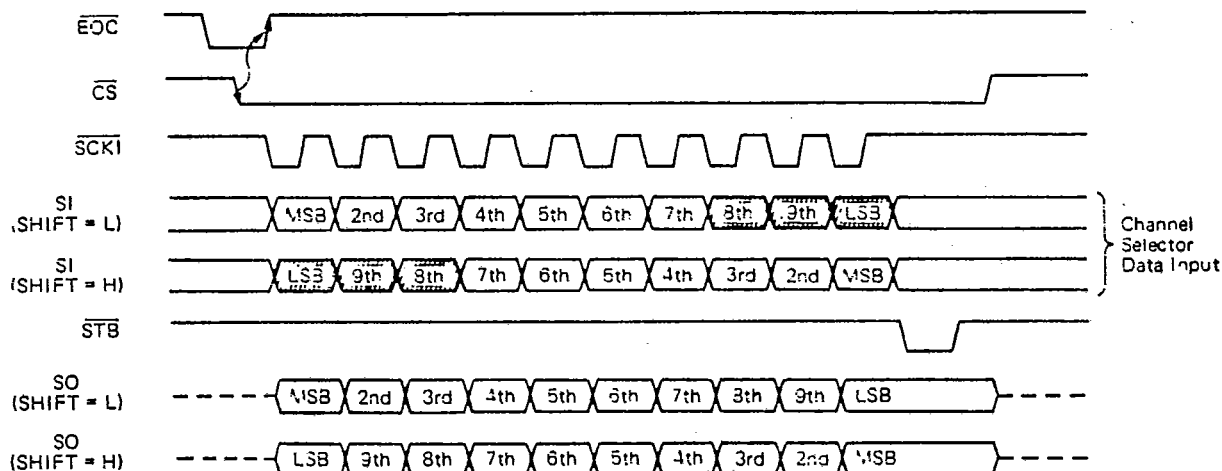 EOC
CS
SCKI
SI
(SHIFT = L)
MSB 2nd 3rd 4th 5th 6th 7th 8th 9th LSB
SI
(SHIFT = H)
LSB 9th 8th 7th 6th 5th 4th 3rd 2nd MSB
Channel
Selector
Data Input
STB
SO
(SHIFT = L)
MSB 2nd 3rd 4th 5th 6th 7th 8th 9th LSB
SO
(SHIFT = H)
LSB 9th 8th 7th 6th 5th 4th 3rd 2nd MSB